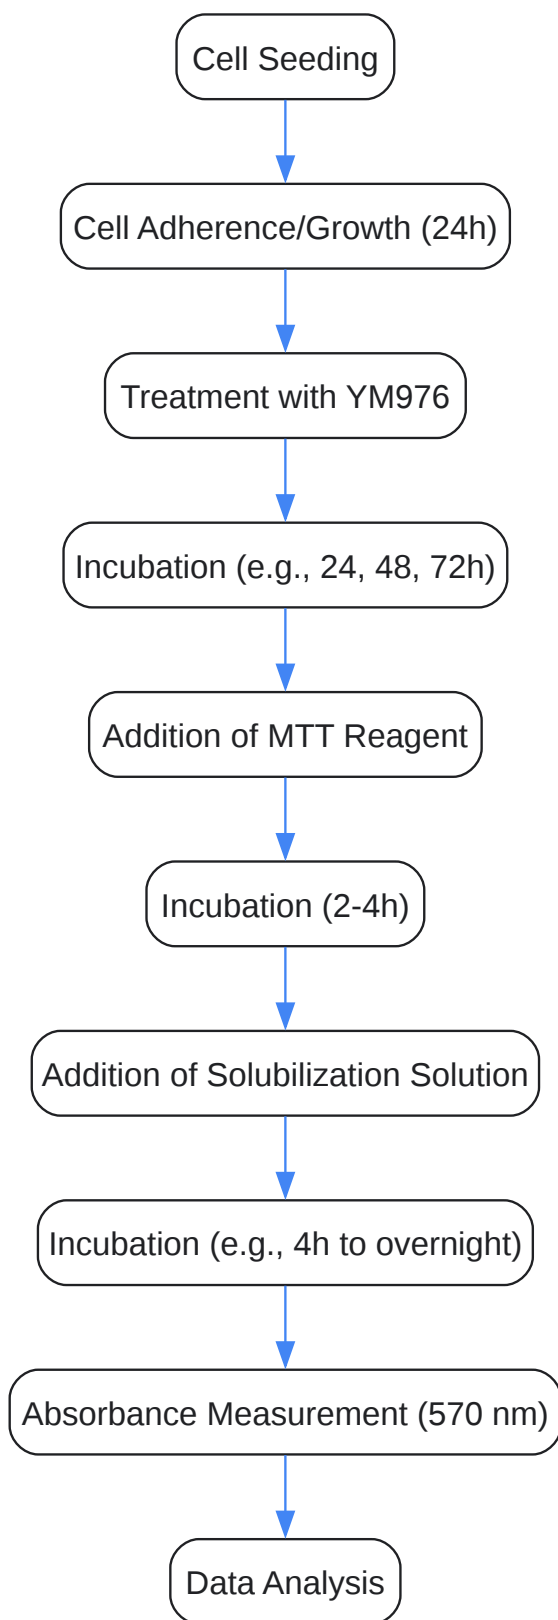 Cell Seeding
Cell Adherence/Growth (24h)
Treatment with YM976
Incubation (e.g., 24, 48, 72h)
Addition of MTT Reagent
Incubation (2-4h)
Addition of Solubilization Solution
Incubation (e.g., 4h to overnight)
Absorbance Measurement (570 nm)
Data Analysis